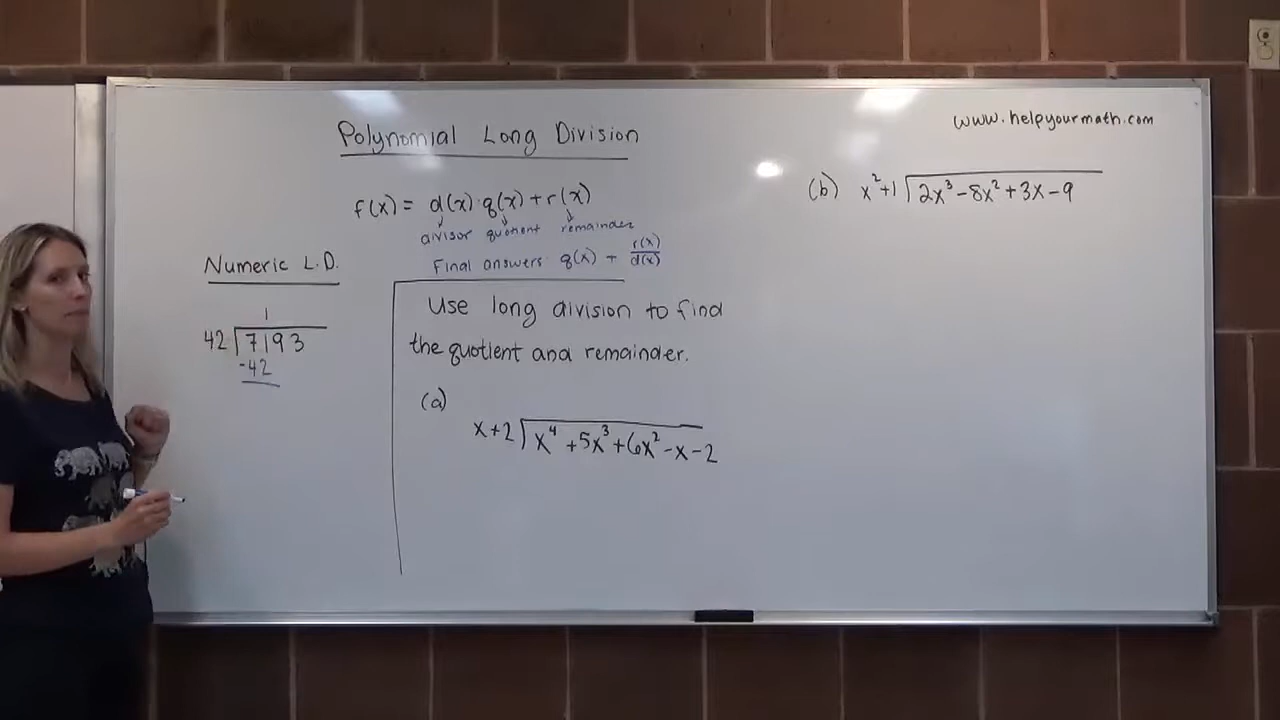 Polynomial Long Division
www.helpyourmath.com
f(x) = d(x)·q(x) + r(x)
divisor quotient remainder
Final answers: q(x) + r(x)/d(x)
Numeric L.D.
1
42 7193
-42
Use long division to find
the quotient and remainder.
(a)
x+2 x⁴ +5x³+6x² -x -2
(b) x²+1 2x³ -8x² +3x -9